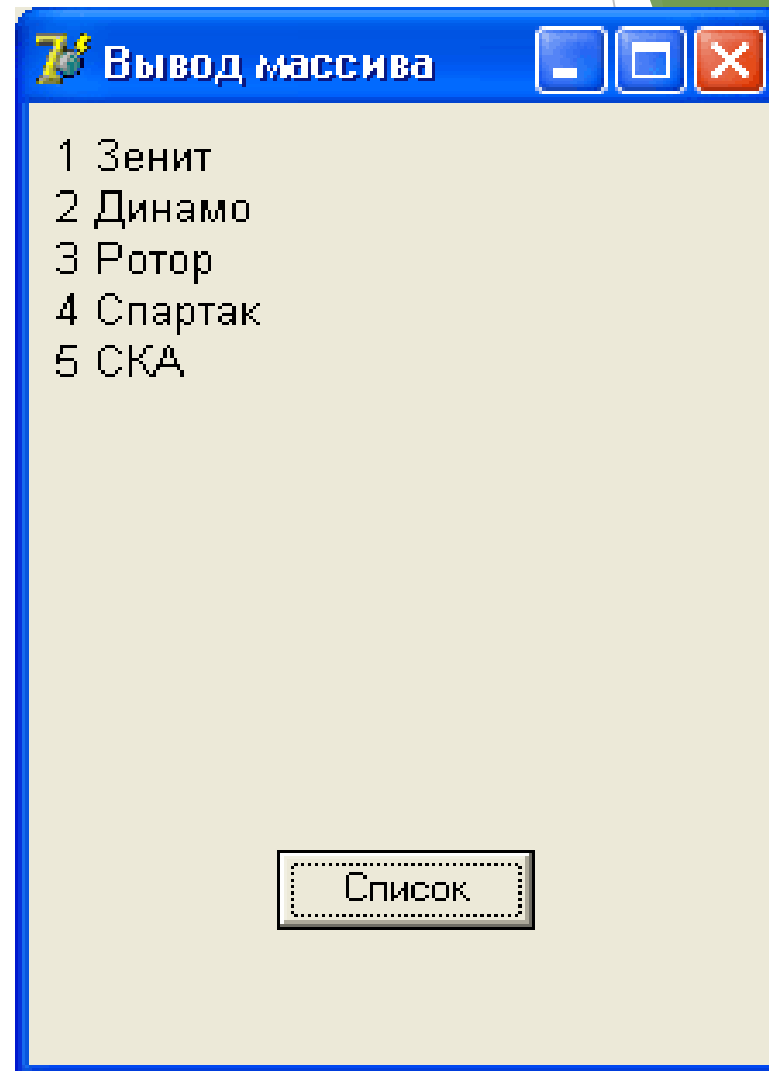 Вывод массива
1 Зенит
2 Динамо
3 Ротор
4 Спартак
5 СКА
Список